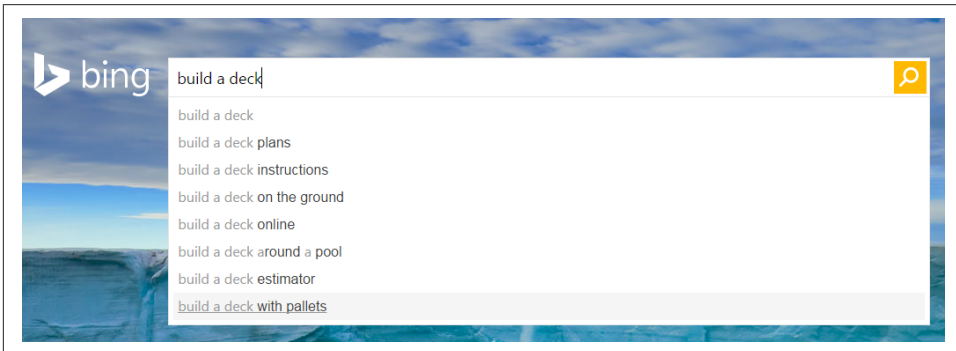 bing
build a deck
build a deck
build a deck plans
build a deck instructions
build a deck on the ground
build a deck online
build a deck around a pool
build a deck estimator
build a deck with pallets